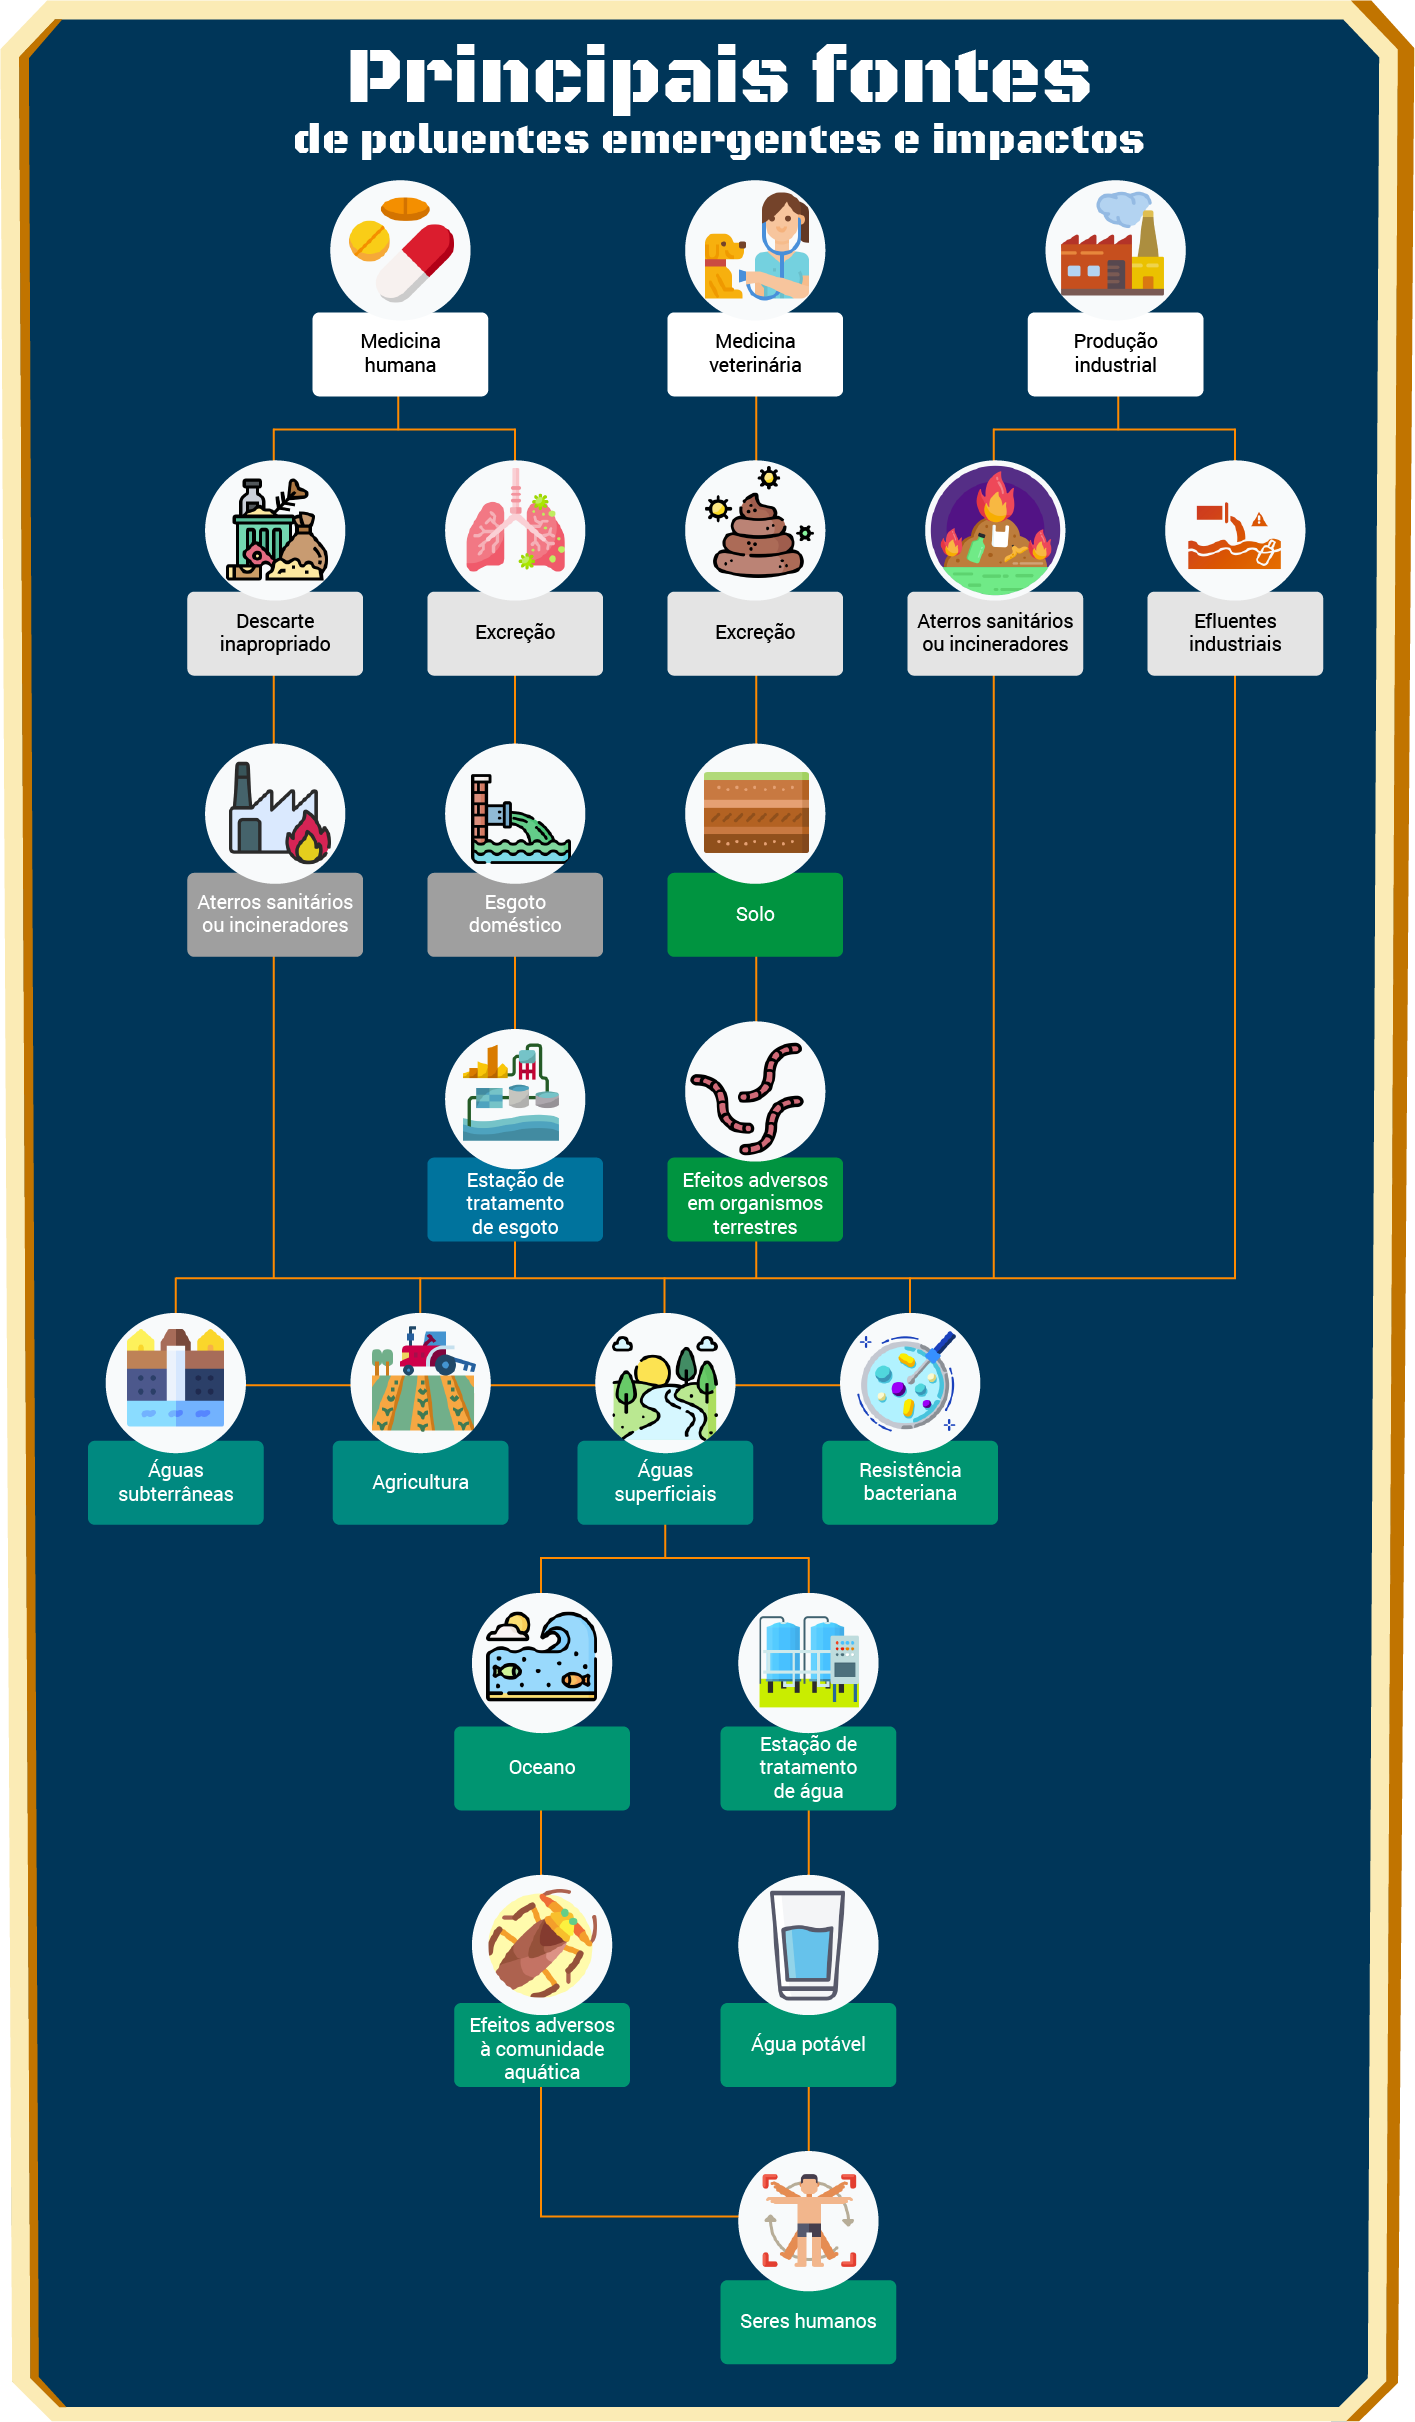 Principais fontes
de poluentes emergentes e impactos
Medicina
humana
Medicina
veterinária
Produção
industrial
Descarte
inapropriado
Excreção
Excreção
Aterros sanitários
ou incineradores
Efluentes
industriais
Aterros sanitários
ou incineradores
Esgoto
doméstico
Solo
Estação de
tratamento
de esgoto
Efeitos adversos
em organismos
terrestres
Águas
subterrâneas
Agricultura
Águas
superficiais
Resistência
bacteriana
Oceano
Estação de
tratamento
de água
Efeitos adversos
à comunidade
aquática
Água potável
Seres humanos